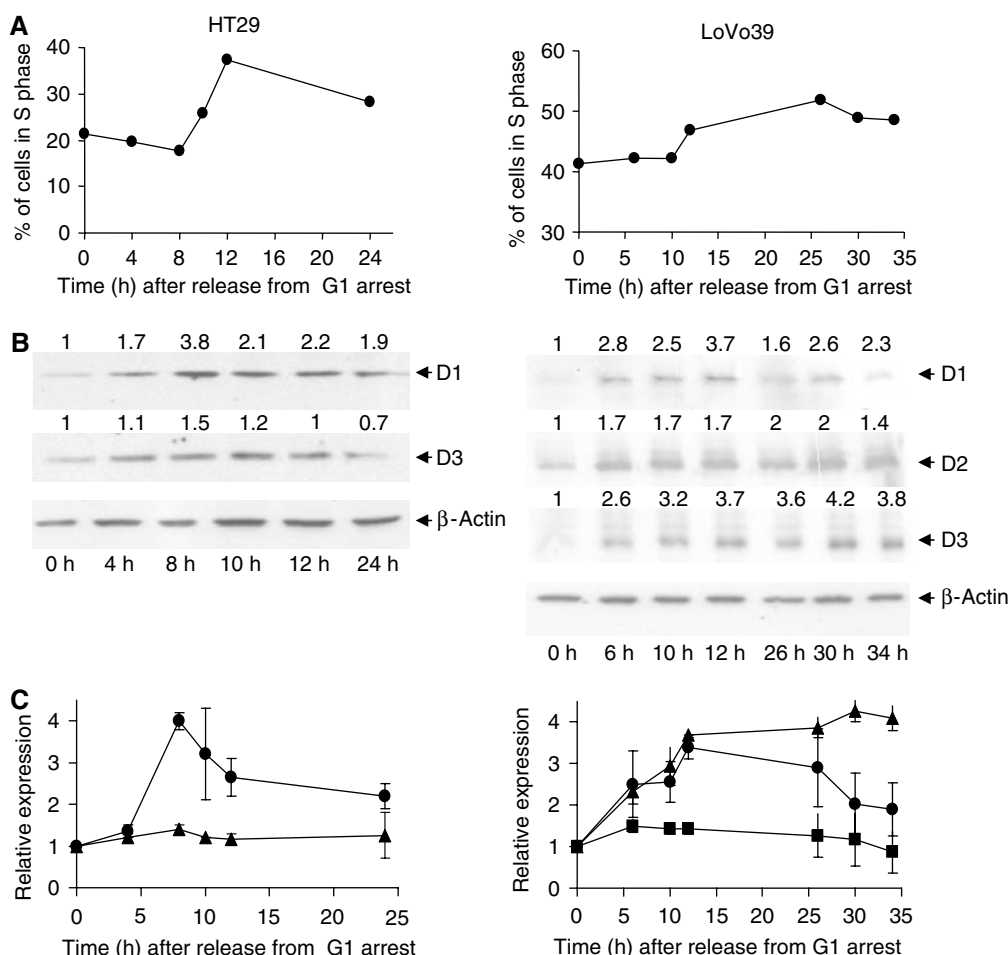 A
HT29
% of cells in S phase
40
30
20
10
0
0 4 8 12 16 20 24
Time (h) after release from G1 arrest
LoVo39
% of cells in S phase
60
50
40
30
0 5 10 15 20 25 30 35
Time (h) after release from G1 arrest
B
1 1.7 3.8 2.1 2.2 1.9
D1
1 1.1 1.5 1.2 1 0.7
D3
β-Actin
0 h 4 h 8 h 10 h 12 h 24 h
1 2.8 2.5 3.7 1.6 2.6 2.3
D1
1 1.7 1.7 1.7 2 2 1.4
D2
1 2.6 3.2 3.7 3.6 4.2 3.8
D3
β-Actin
0 h 6 h 10 h 12 h 26 h 30 h 34 h
C
Relative expression
4
3
2
1
0
0 5 10 15 20 25
Time (h) after release from G1 arrest
Relative expression
4
3
2
1
0
0 5 10 15 20 25 30 35
Time (h) after release from G1 arrest